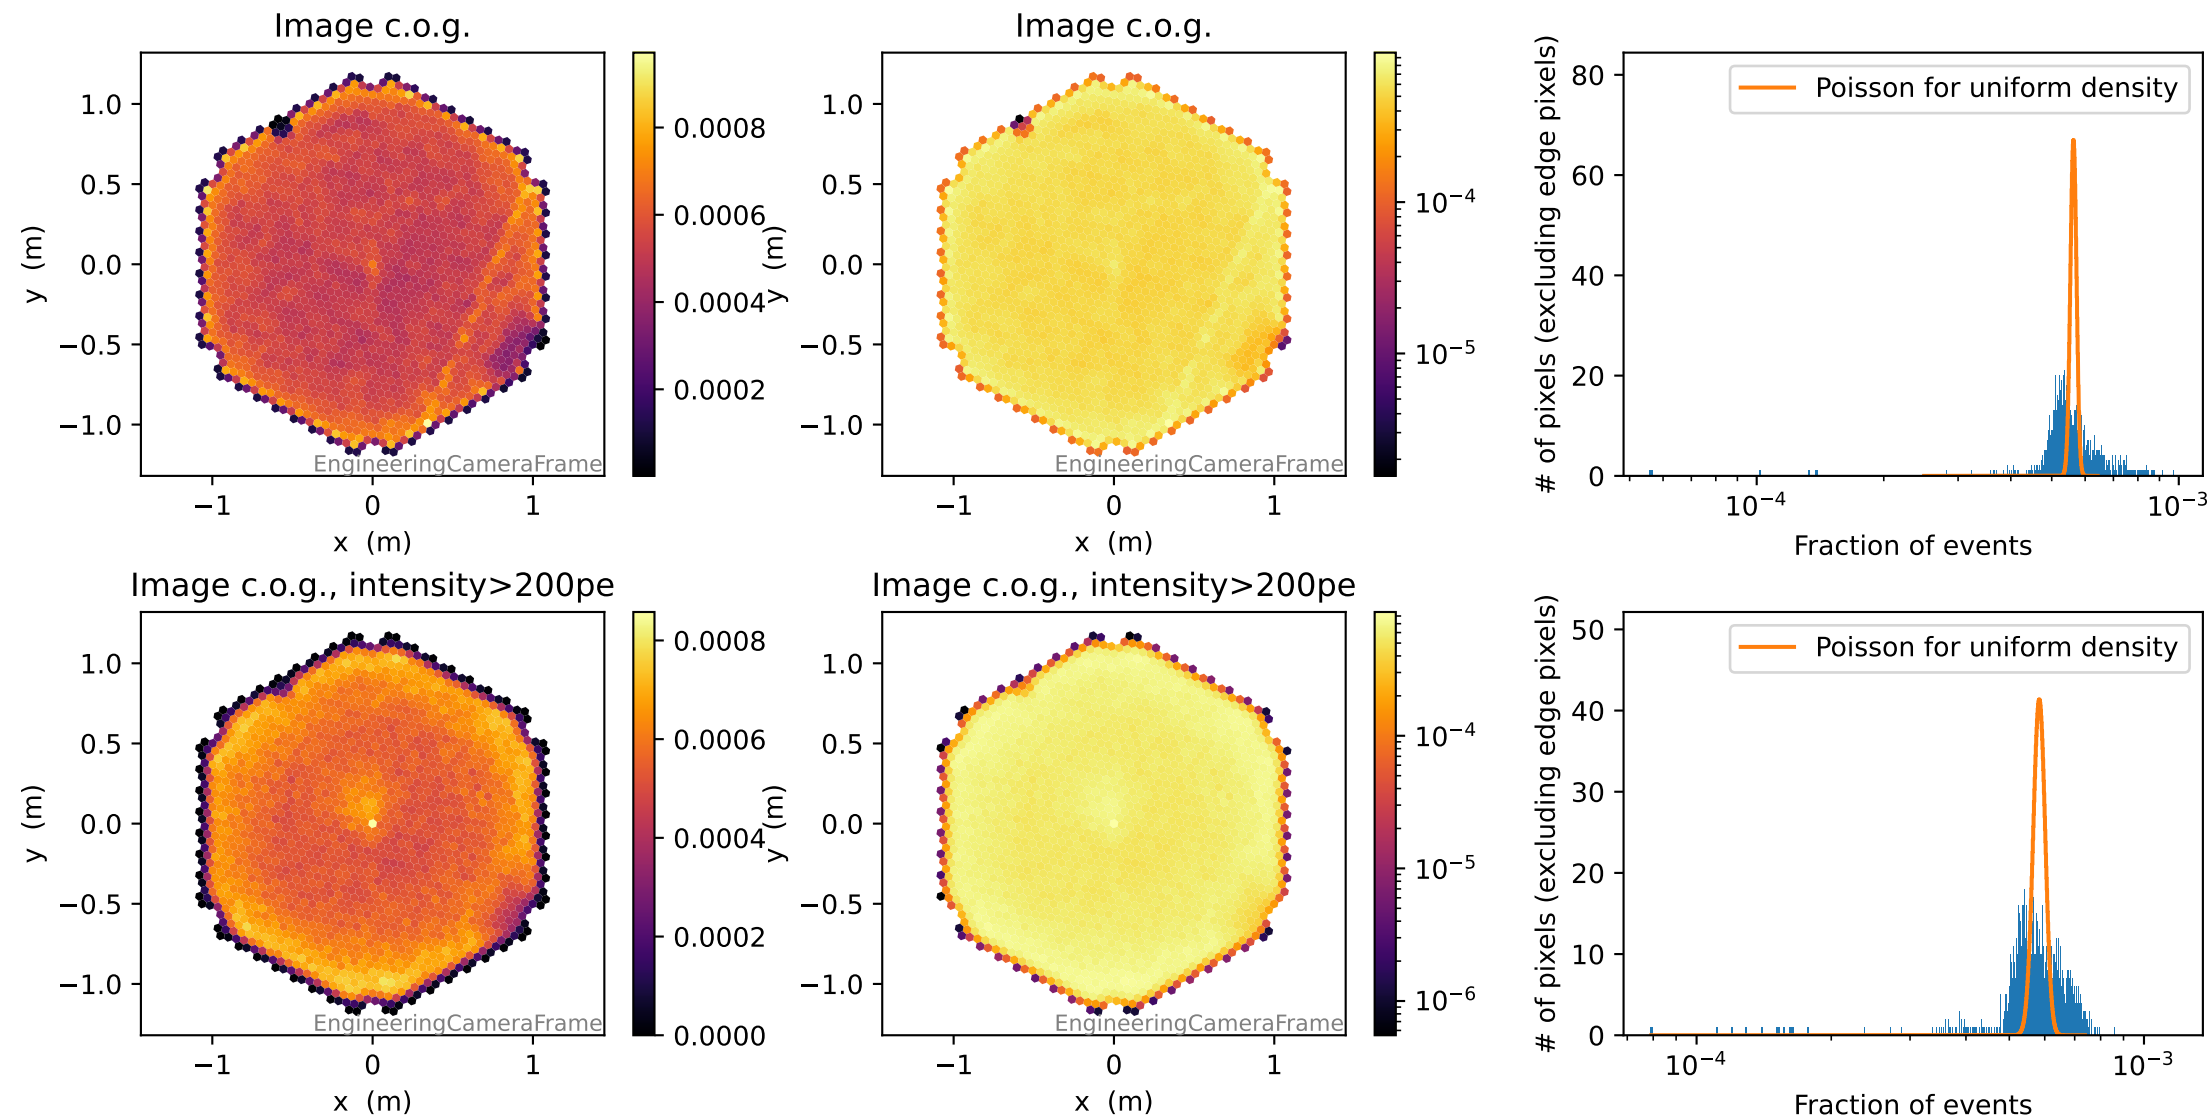 Image c.o.g.
1.0
0.5
0.0
−0.5
−1.0
y (m)
EngineeringCameraFrame
−1
0
1
x (m)
0.0008
0.0006
0.0004
0.0002
Image c.o.g.
1.0
0.5
0.0
−0.5
−1.0
y (m)
EngineeringCameraFrame
−1
0
1
x (m)
10⁻⁴
10⁻⁵
# of pixels (excluding edge pixels)
80
60
40
20
0
Poisson for uniform density
10⁻⁴
10⁻³
Fraction of events
Image c.o.g., intensity>200pe
1.0
0.5
0.0
−0.5
−1.0
y (m)
EngineeringCameraFrame
−1
0
1
x (m)
0.0008
0.0006
0.0004
0.0002
0.0000
Image c.o.g., intensity>200pe
1.0
0.5
0.0
−0.5
−1.0
y (m)
EngineeringCameraFrame
−1
0
1
x (m)
10⁻⁴
10⁻⁵
10⁻⁶
# of pixels (excluding edge pixels)
50
40
30
20
10
0
Poisson for uniform density
10⁻⁴
10⁻³
Fraction of events